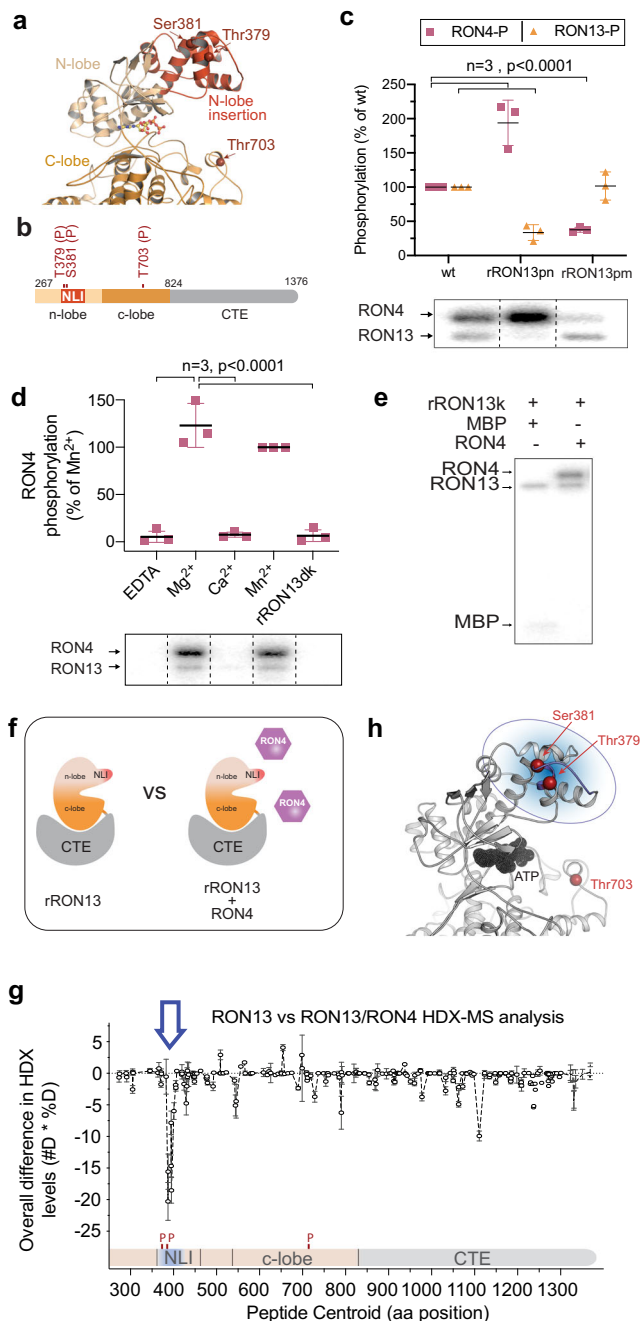 a
Ser381
Thr379
N-lobe
N-lobe
insertion
C-lobe
Thr703
b
T379 (P)
S381 (P)
T703 (P)
267
824
1376
NLI
n-lobe
c-lobe
CTE
c
RON4-P
RON13-P
n=3 , p<0.0001
Phosphorylation (% of wt)
250
200
150
100
50
0
wt
rRON13pn
rRON13pm
RON4
RON13
d
n=3, p<0.0001
RON4
phosphorylation
(% of Mn²⁺)
150
100
50
0
EDTA
Mg²⁺
Ca²⁺
Mn²⁺
rRON13dk
RON4
RON13
e
rRON13k + +
MBP + -
RON4 - +
RON4
RON13
MBP
f
n-lobe
NLI
c-lobe
CTE
rRON13
VS
RON4
RON4
n-lobe
NLI
c-lobe
CTE
rRON13
+
RON4
h
Ser381
Thr379
ATP
Thr703
g
RON13 vs RON13/RON4 HDX-MS analysis
Overall difference in HDX
levels (#D * %D)
5
0
-5
-10
-15
-20
-25
P P
P
NLI
c-lobe
CTE
300 400 500 600 700 800 900 1000 1100 1200 1300
Peptide Centroid (aa position)